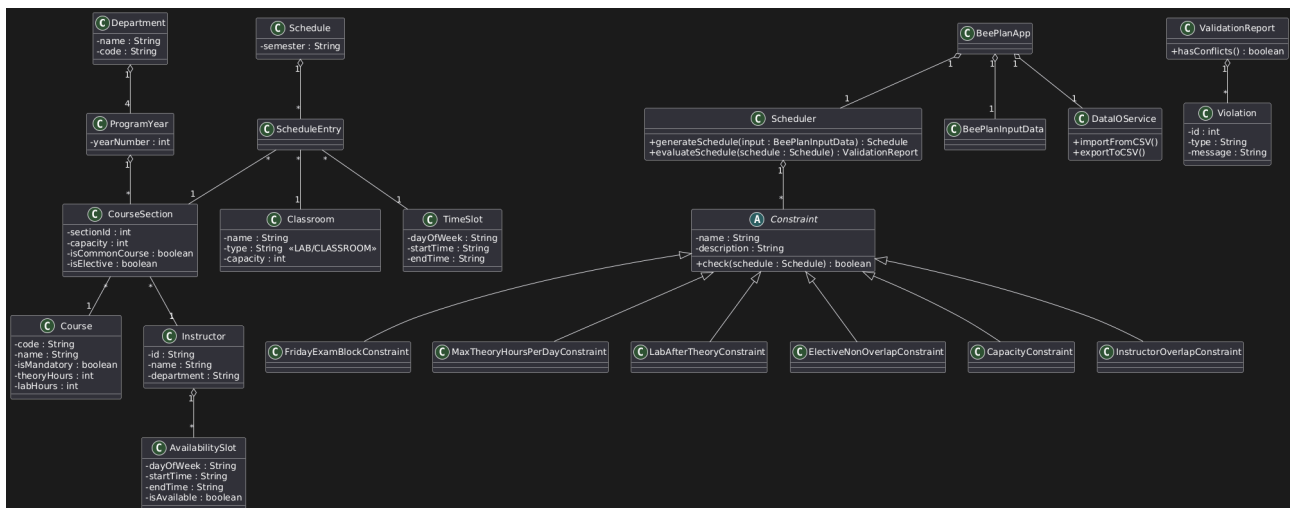 C Department
-name : String
-code : String
1
4
C ProgramYear
-yearNumber : int
1
*
C Schedule
-semester : String
1
*
C ScheduleEntry
* * *
1 1 1
C CourseSection
-sectionId : int
-capacity : int
-isCommonCourse : boolean
-isElective : boolean
* *
1 1
C Classroom
-name : String
-type : String «LAB/CLASSROOM»
-capacity : int
C TimeSlot
-dayOfWeek : String
-startTime : String
-endTime : String
C Course
-code : String
-name : String
-isMandatory : boolean
-theoryHours : int
-labHours : int
C Instructor
-id : String
-name : String
-department : String
1
*
C AvailabilitySlot
-dayOfWeek : String
-startTime : String
-endTime : String
-isAvailable : boolean
C BeePlanApp
1 1 1
1 1 1
C Scheduler
+generateSchedule(input : BeePlanInputData) : Schedule
+evaluateSchedule(schedule : Schedule) : ValidationReport
1
*
C BeePlanInputData
C DataIOService
+importFromCSV()
+exportToCSV()
C ValidationReport
+hasConflicts() : boolean
1
*
C Violation
-id : int
-type : String
-message : String
A Constraint
-name : String
-description : String
+check(schedule : Schedule) : boolean
C FridayExamBlockConstraint
C MaxTheoryHoursPerDayConstraint
C LabAfterTheoryConstraint
C ElectiveNonOverlapConstraint
C CapacityConstraint
C InstructorOverlapConstraint